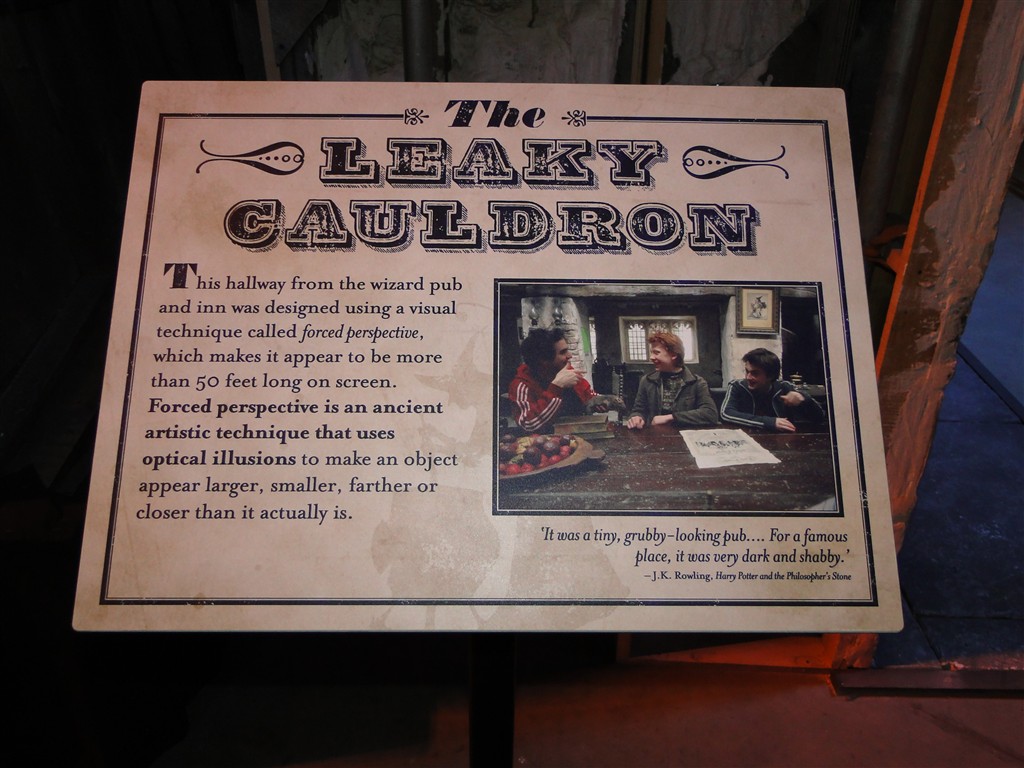 The
LEAKY
CAULDRON
This hallway from the wizard pub
and inn was designed using a visual
technique called forced perspective,
which makes it appear to be more
than 50 feet long on screen.
Forced perspective is an ancient
artistic technique that uses
optical illusions to make an object
appear larger, smaller, farther or
closer than it actually is.
'It was a tiny, grubby-looking pub.... For a famous
place, it was very dark and shabby.'
– J.K. Rowling, Harry Potter and the Philosopher's Stone